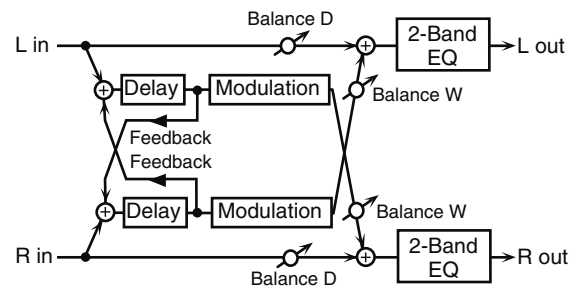 Balance D
L in
2-Band
EQ
L out
Delay
Modulation
Balance W
Feedback
Feedback
Delay
Modulation
Balance W
R in
2-Band
EQ
R out
Balance D